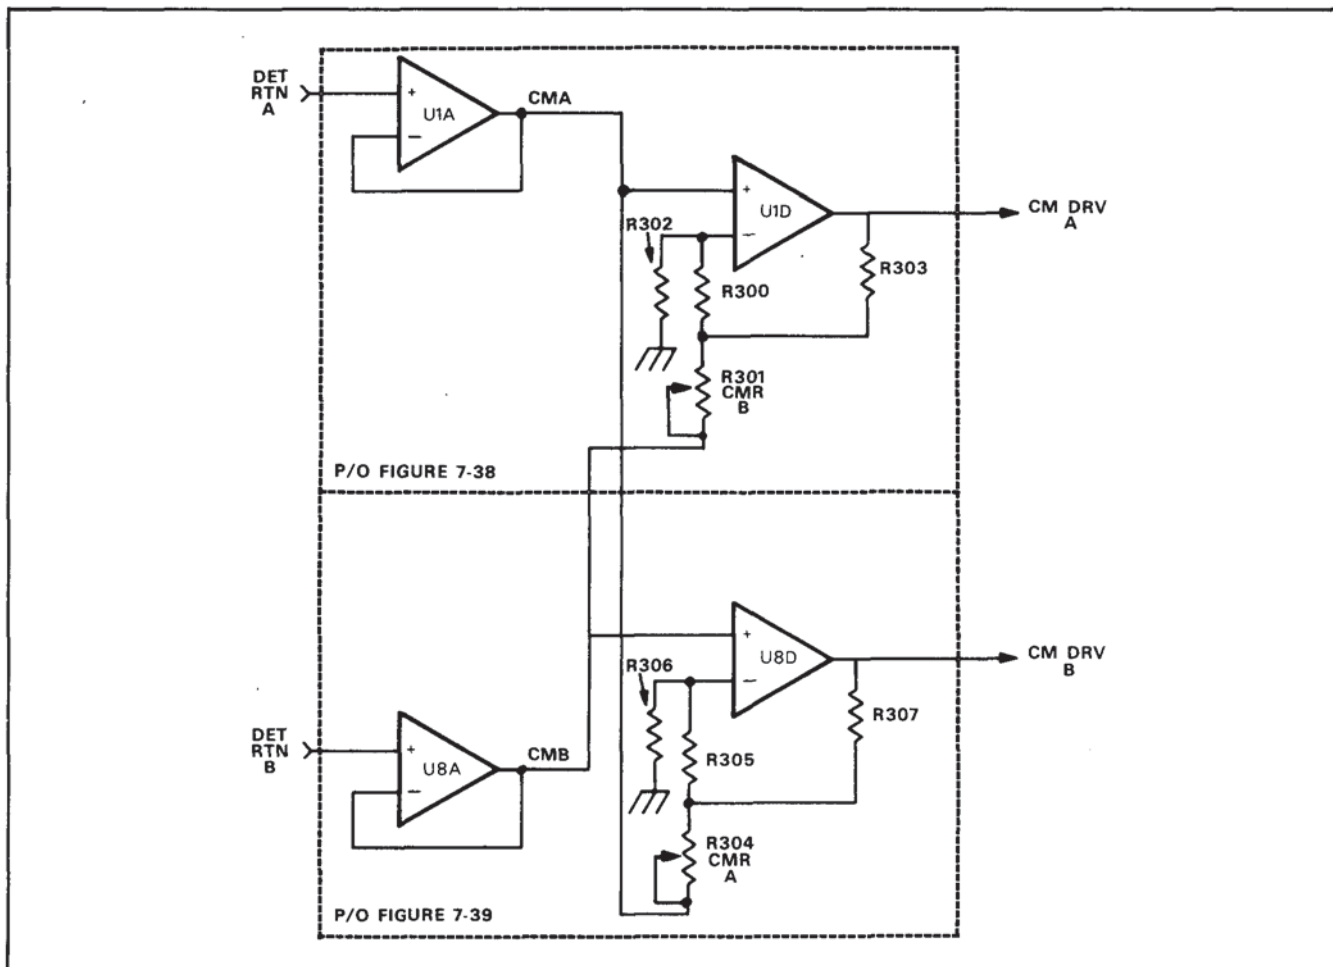 DET
RTN
A
+
U1A
−
CMA
+
U1D
−
CM DRV
A
R302
R300
R303
R301
CMR
B
P/O FIGURE 7-38
DET
RTN
B
+
U8A
−
CMB
+
U8D
−
CM DRV
B
R306
R305
R307
R304
CMR
A
P/O FIGURE 7-39